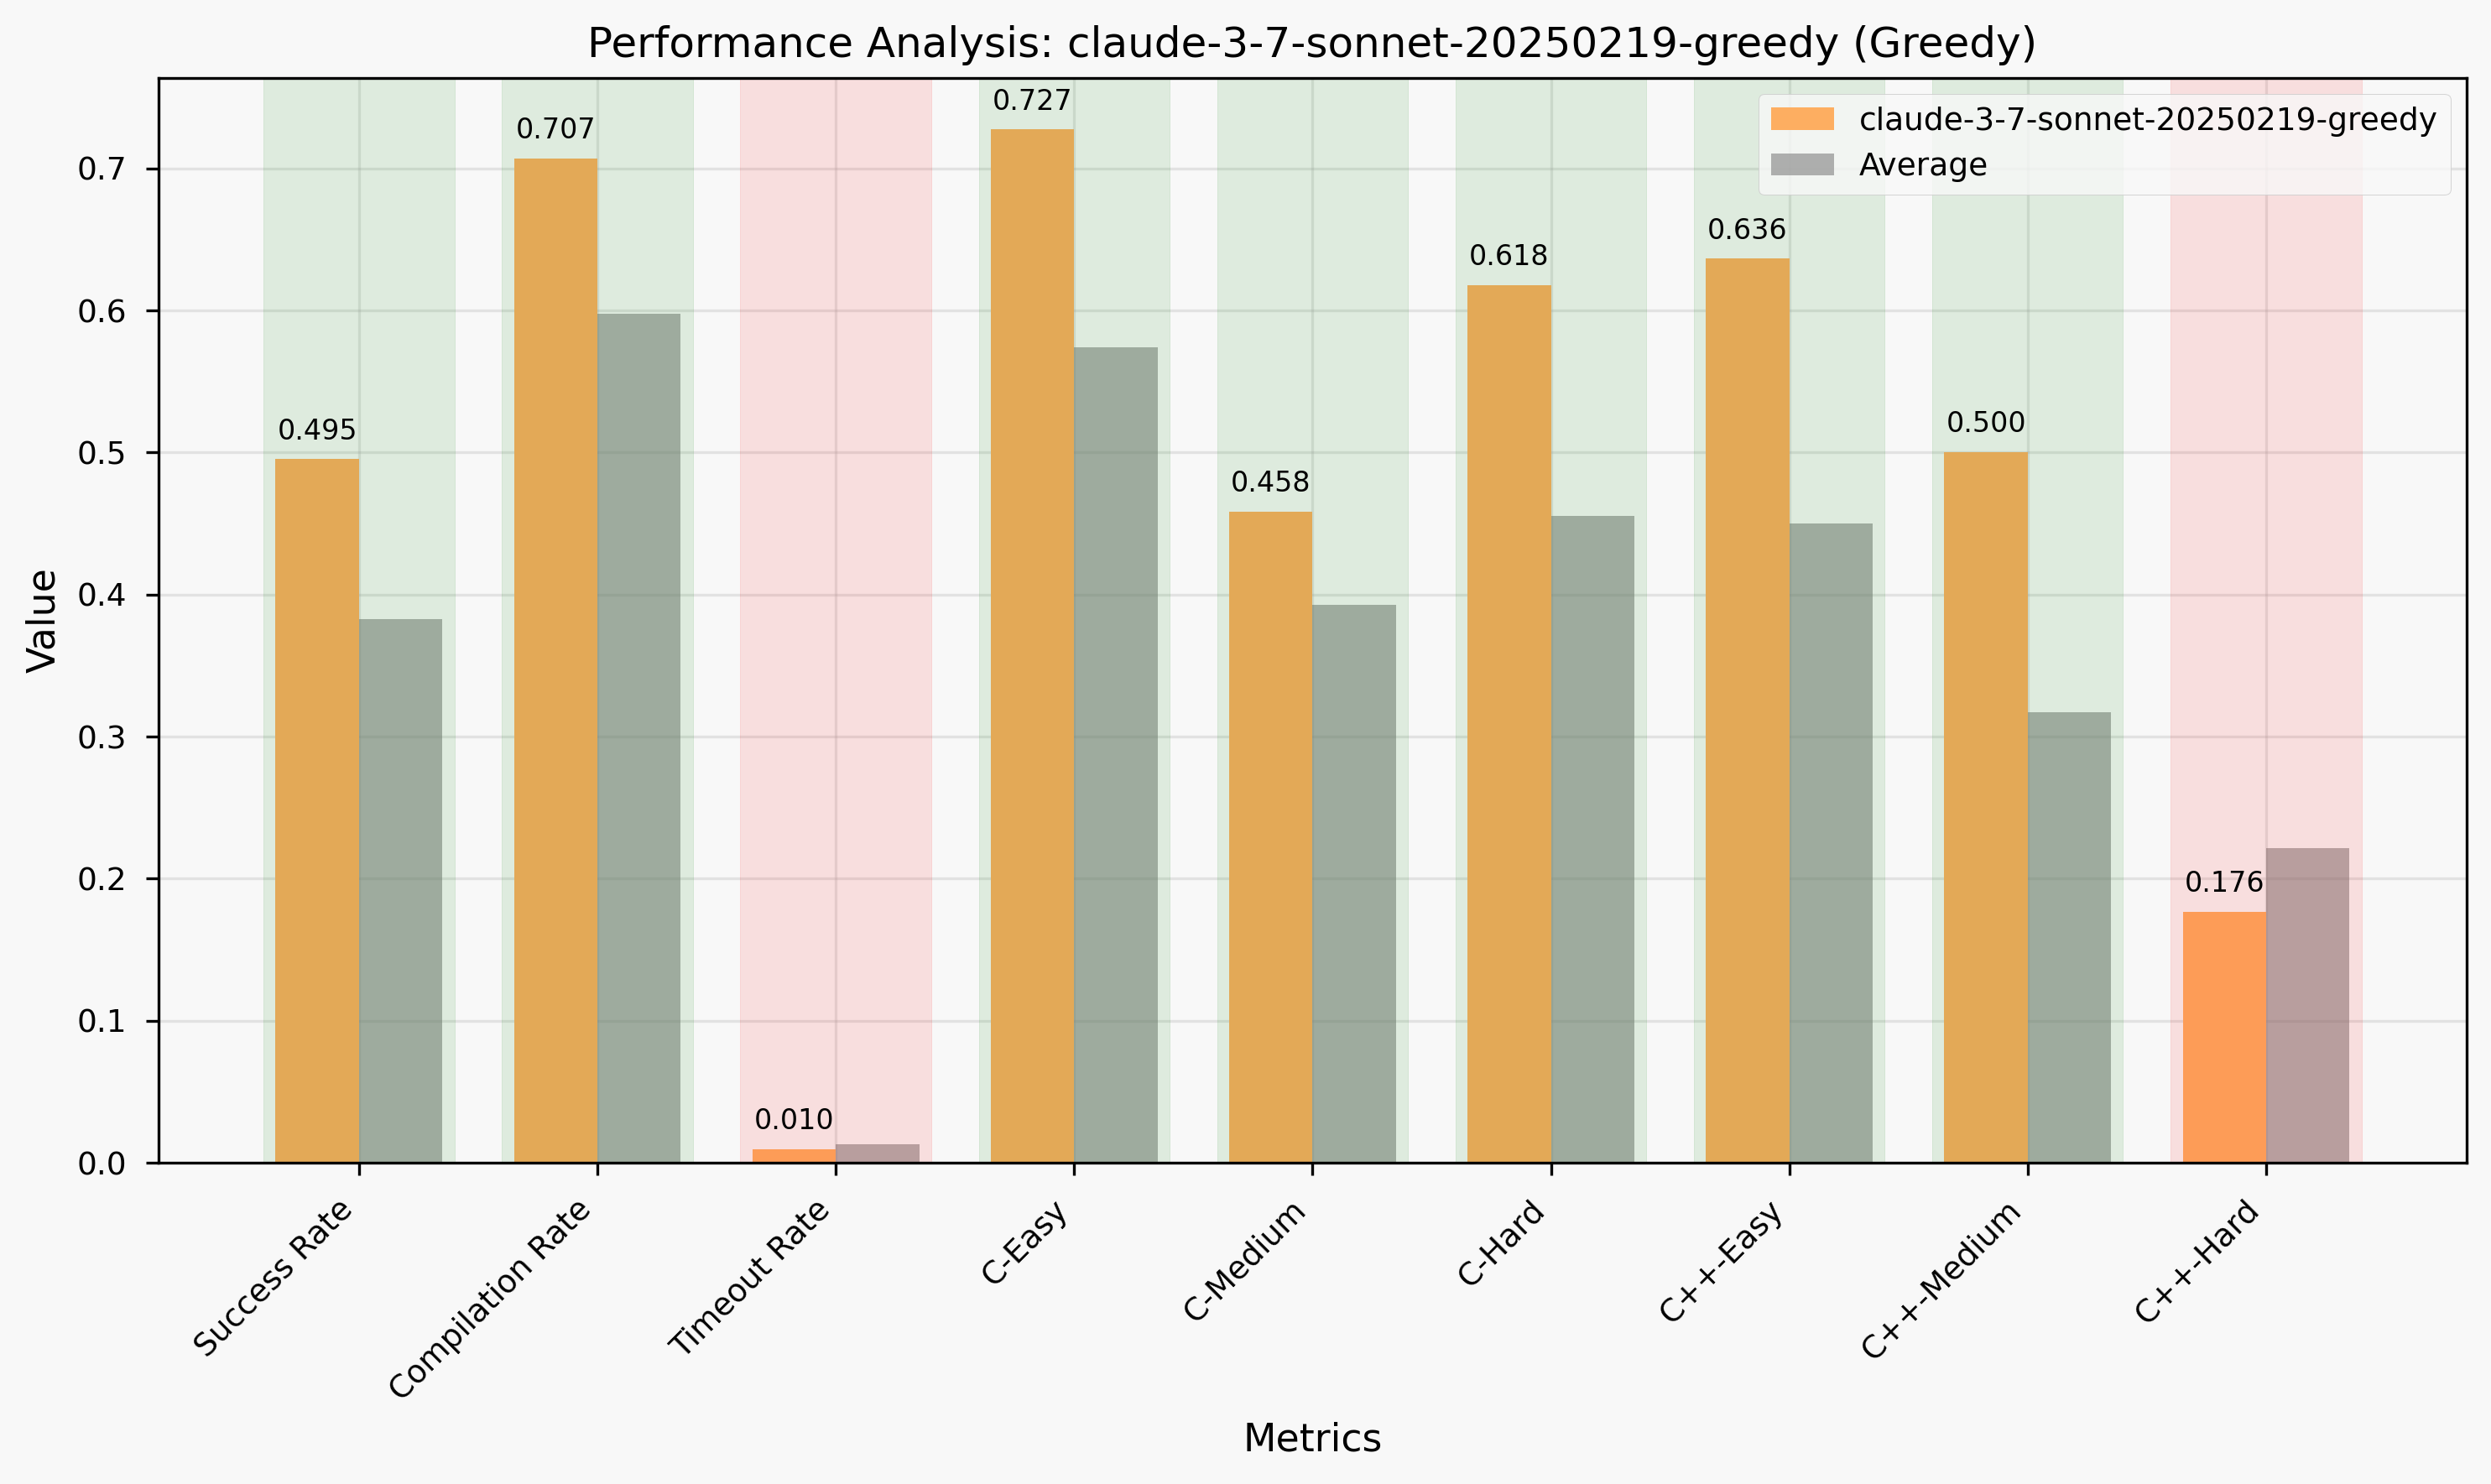 Performance Analysis: claude-3-7-sonnet-20250219-greedy (Greedy)
claude-3-7-sonnet-20250219-greedy
Average
Value
0.7
0.6
0.5
0.4
0.3
0.2
0.1
0.0
0.495
0.707
0.010
0.727
0.458
0.618
0.636
0.500
0.176
Success Rate
Compilation Rate
Timeout Rate
C-Easy
C-Medium
C-Hard
C++-Easy
C++-Medium
C++-Hard
Metrics